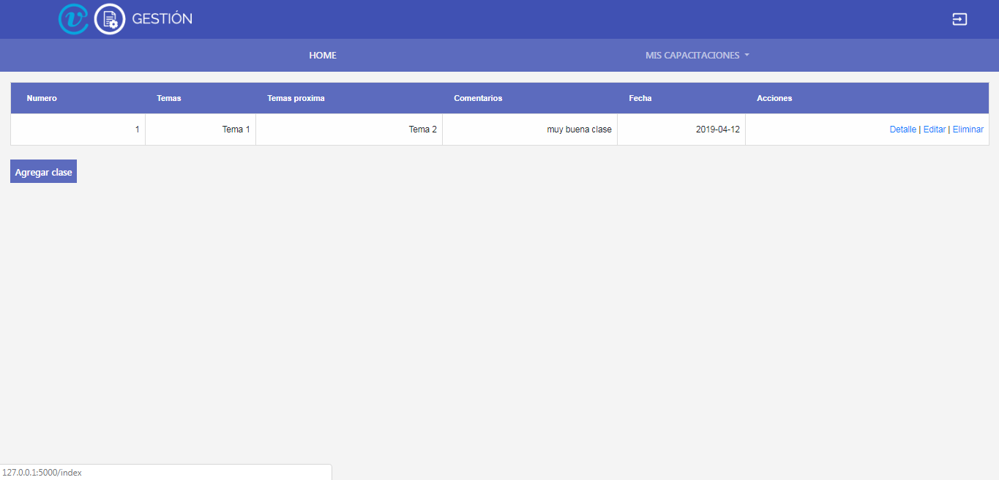 GESTIÓN
HOME MIS CAPACITACIONES
Numero Temas Temas proxima Comentarios Fecha Acciones
1 Tema 1 Tema 2 muy buena clase 2019-04-12 Detalle | Editar | Eliminar
Agregar clase
127.0.0.1:5000/index